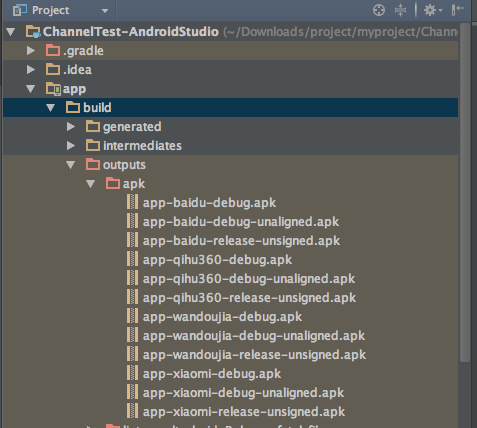 Project
ChannelTest-AndroidStudio (~/Downloads/project/myproject/Chann
.gradle
.idea
app
build
generated
intermediates
outputs
apk
app-baidu-debug.apk
app-baidu-debug-unaligned.apk
app-baidu-release-unsigned.apk
app-qihu360-debug.apk
app-qihu360-debug-unaligned.apk
app-qihu360-release-unsigned.apk
app-wandoujia-debug.apk
app-wandoujia-debug-unaligned.apk
app-wandoujia-release-unsigned.apk
app-xiaomi-debug.apk
app-xiaomi-debug-unaligned.apk
app-xiaomi-release-unsigned.apk